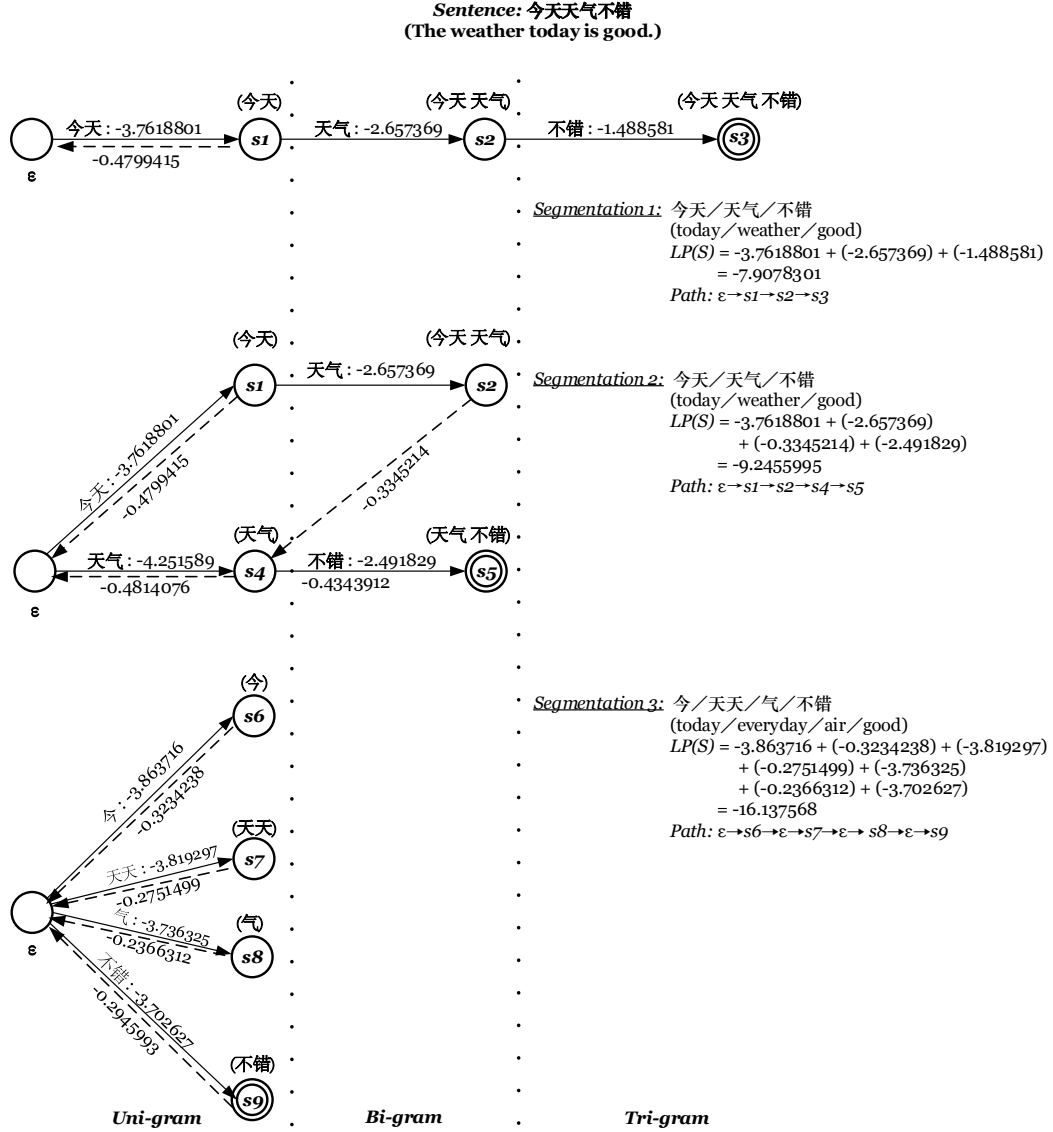 Sentence: 今天天气不错
(The weather today is good.)
(今天)
(今天 天气)
(今天 天气 不错)
今天 : -3.7618801
天气 : -2.657369
不错 : -1.488581
s1
s2
s3
-0.4799415
ε
Segmentation 1: 今天／天气／不错
(today／weather／good)
LP(S) = -3.7618801 + (-2.657369) + (-1.488581)
= -7.9078301
Path: ε→s1→s2→s3
(今天)
(今天 天气)
天气 : -2.657369
s1
s2
今天 : -3.7618801
-0.4799415
-0.3345214
Segmentation 2: 今天／天气／不错
(today／weather／good)
LP(S) = -3.7618801 + (-2.657369)
+ (-0.3345214) + (-2.491829)
= -9.2455995
Path: ε→s1→s2→s4→s5
(天气)
(天气 不错)
天气 : -4.251589
不错 : -2.491829
s4
s5
-0.4814076
-0.4343912
ε
(今)
s6
今 : -3.863716
-0.3234238
Segmentation 3: 今／天天／气／不错
(today／everyday／air／good)
LP(S) = -3.863716 + (-0.3234238) + (-3.819297)
+ (-0.2751499) + (-3.736325)
+ (-0.2366312) + (-3.702627)
= -16.137568
Path: ε→s6→ε→s7→ε→ s8→ε→s9
(天天)
天天 : -3.819297
s7
-0.2751499
(气)
气 : -3.736325
s8
-0.2366312
ε
不错 : -3.702627
-0.2945993
(不错)
s9
Uni-gram
Bi-gram
Tri-gram